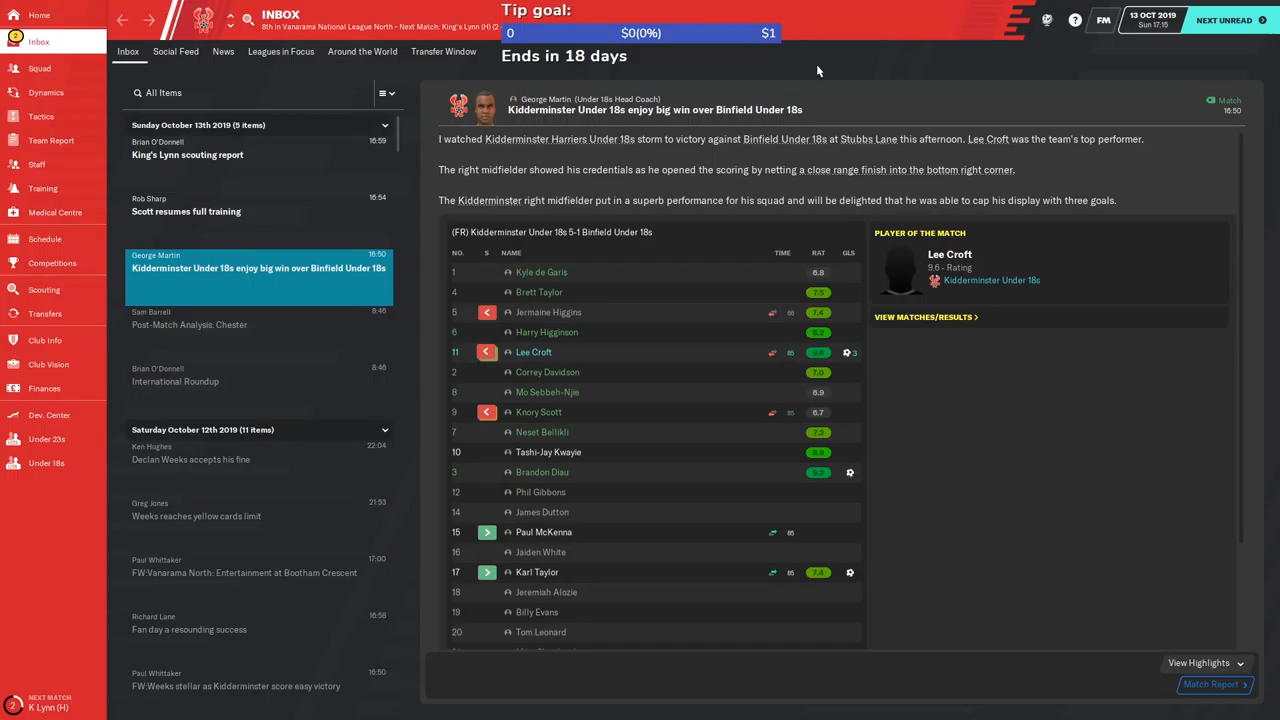 Home
2
Inbox
Squad
Dynamics
Tactics
Team Report
Staff
Training
Medical Centre
Schedule
Competitions
Scouting
Transfers
Club Info
Club Vision
Finances
Dev. Center
Under 23s
Under 18s
2
NEXT MATCH
K Lynn (H)
INBOX
8th in Vanarama National League North - Next Match: King's Lynn (H) (2
Tip goal:
0 $0(0%) $1
Ends in 18 days
?
FM
13 OCT 2019
Sun 17:15
NEXT UNREAD
Inbox Social Feed News Leagues in Focus Around the World Transfer Window
All Items
Sunday October 13th 2019 (5 items)
Brian O'Donnell 16:59
King's Lynn scouting report
Rob Sharp 16:54
Scott resumes full training
George Martin 16:50
Kidderminster Under 18s enjoy big win over Binfield Under 18s
Sam Barrell 8:46
Post-Match Analysis: Chester
Brian O'Donnell 8:46
International Roundup
Saturday October 12th 2019 (11 items)
Ken Hughes 22:04
Declan Weeks accepts his fine
Greg Jones 21:53
Weeks reaches yellow cards limit
Paul Whittaker 17:00
FW:Vanarama North: Entertainment at Bootham Crescent
Richard Lane 16:58
Fan day a resounding success
Paul Whittaker 16:50
FW:Weeks stellar as Kidderminster score easy victory
George Martin (Under 18s Head Coach)
Kidderminster Under 18s enjoy big win over Binfield Under 18s
Match
16:50
I watched Kidderminster Harriers Under 18s storm to victory against Binfield Under 18s at Stubbs Lane this afternoon. Lee Croft was the team's top performer.
The right midfielder showed his credentials as he opened the scoring by netting a close range finish into the bottom right corner.
The Kidderminster right midfielder put in a superb performance for his squad and will be delighted that he was able to cap his display with three goals.
(FR) Kidderminster Under 18s 5-1 Binfield Under 18s
NO. S NAME TIME RAT GLS
1 Kyle de Garis 6.8
4 Brett Taylor 7.5
5 Jermaine Higgins 66 7.4
6 Harry Higginson 8.2
11 Lee Croft 85 9.6 3
2 Correy Davidson 7.0
8 Mo Sebbeh-Njie 6.9
9 Knory Scott 85 6.7
7 Neset Bellikli 7.2
10 Tashi-Jay Kwayie 8.9
3 Brandon Diau 9.2
12 Phil Gibbons
14 James Dutton
15 Paul McKenna 85
16 Jaiden White
17 Karl Taylor 85 7.4
18 Jeremiah Alozie
19 Billy Evans
20 Tom Leonard
PLAYER OF THE MATCH
Lee Croft
9.6 - Rating
Kidderminster Under 18s
VIEW MATCHES/RESULTS >
View Highlights
Match Report